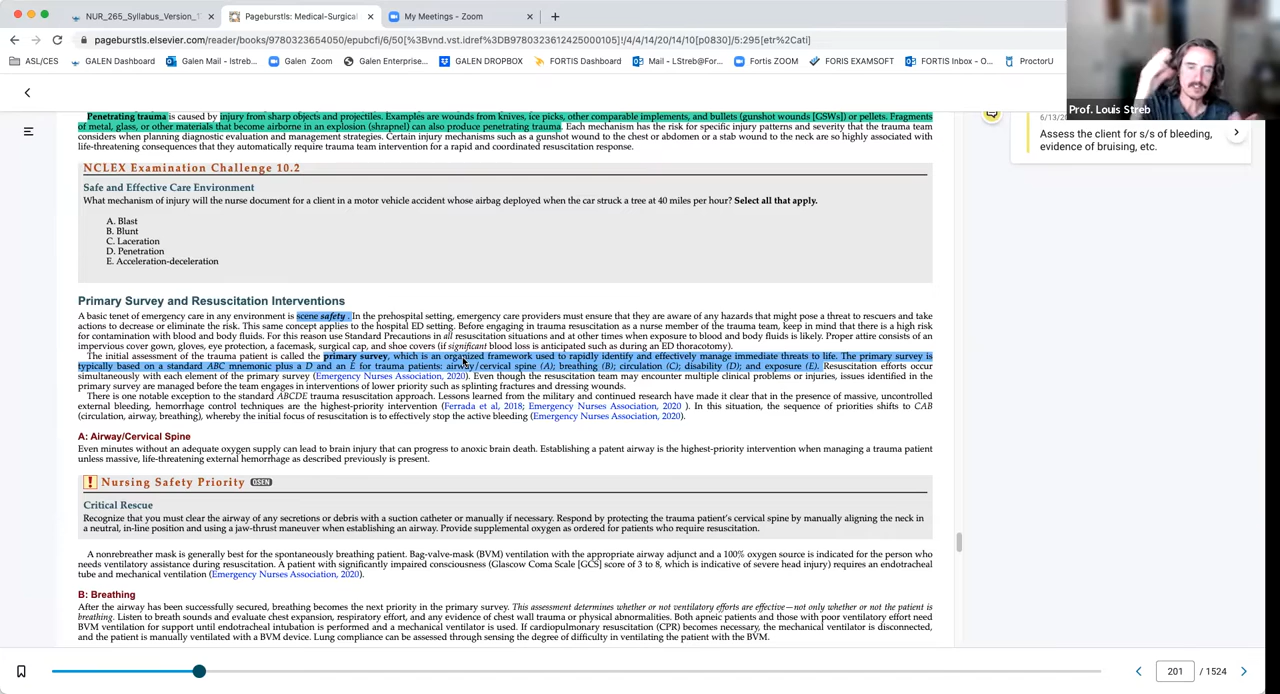 NUR_265_Syllabus_Version_1
Pageburstls: Medical-Surgical
My Meetings - Zoom
pageburstls.elsevier.com/reader/books/9780323654050/epubcfi/6/50[%3Bvnd.vst.idref%3DB9780323612425000105]!/4/4/14/20/14/10[p0830]/5:295[etr%2Cati]
ASL/CES
GALEN Dashboard
Galen Mail - lstreb...
Galen Zoom
Galen Enterprise...
GALEN DROPBOX
FORTIS Dashboard
Mail - LStreb@For...
Fortis ZOOM
FORIS EXAMSOFT
FORTIS Inbox - O...
ProctorU
Prof. Louis Streb
Penetrating trauma is caused by injury from sharp objects and projectiles. Examples are wounds from knives, ice picks, other comparable implements, and bullets (gunshot wounds [GSWs]) or pellets. Fragments
of metal, glass, or other materials that become airborne in an explosion (shrapnel) can also produce penetrating trauma. Each mechanism has the risk for specific injury patterns and severity that the trauma team
considers when planning diagnostic evaluation and management strategies. Certain injury mechanisms such as a gunshot wound to the chest or abdomen or a stab wound to the neck are so highly associated with
life-threatening consequences that they automatically require trauma team intervention for a rapid and coordinated resuscitation response.
NCLEX Examination Challenge 10.2
Safe and Effective Care Environment
What mechanism of injury will the nurse document for a client in a motor vehicle accident whose airbag deployed when the car struck a tree at 40 miles per hour? Select all that apply.
A. Blast
B. Blunt
C. Laceration
D. Penetration
E. Acceleration-deceleration
Primary Survey and Resuscitation Interventions
A basic tenet of emergency care in any environment is scene safety . In the prehospital setting, emergency care providers must ensure that they are aware of any hazards that might pose a threat to rescuers and take
actions to decrease or eliminate the risk. This same concept applies to the hospital ED setting. Before engaging in trauma resuscitation as a nurse member of the trauma team, keep in mind that there is a high risk
for contamination with blood and body fluids. For this reason use Standard Precautions in all resuscitation situations and at other times when exposure to blood and body fluids is likely. Proper attire consists of an
impervious cover gown, gloves, eye protection, a facemask, surgical cap, and shoe covers (if significant blood loss is anticipated such as during an ED thoracotomy).
The initial assessment of the trauma patient is called the primary survey, which is an organized framework used to rapidly identify and effectively manage immediate threats to life. The primary survey is
typically based on a standard ABC mnemonic plus a D and an E for trauma patients: airway/cervical spine (A); breathing (B); circulation (C); disability (D); and exposure (E). Resuscitation efforts occur
simultaneously with each element of the primary survey (Emergency Nurses Association, 2020). Even though the resuscitation team may encounter multiple clinical problems or injuries, issues identified in the
primary survey are managed before the team engages in interventions of lower priority such as splinting fractures and dressing wounds.
There is one notable exception to the standard ABCDE trauma resuscitation approach. Lessons learned from the military and continued research have made it clear that in the presence of massive, uncontrolled
external bleeding, hemorrhage control techniques are the highest-priority intervention (Ferrada et al, 2018; Emergency Nurses Association, 2020 ). In this situation, the sequence of priorities shifts to CAB
(circulation, airway, breathing), whereby the initial focus of resuscitation is to effectively stop the active bleeding (Emergency Nurses Association, 2020).
A: Airway/Cervical Spine
Even minutes without an adequate oxygen supply can lead to brain injury that can progress to anoxic brain death. Establishing a patent airway is the highest-priority intervention when managing a trauma patient
unless massive, life-threatening external hemorrhage as described previously is present.
! Nursing Safety Priority QSEN
Critical Rescue
Recognize that you must clear the airway of any secretions or debris with a suction catheter or manually if necessary. Respond by protecting the trauma patient's cervical spine by manually aligning the neck in
a neutral, in-line position and using a jaw-thrust maneuver when establishing an airway. Provide supplemental oxygen as ordered for patients who require resuscitation.
A nonrebreather mask is generally best for the spontaneously breathing patient. Bag-valve-mask (BVM) ventilation with the appropriate airway adjunct and a 100% oxygen source is indicated for the person who
needs ventilatory assistance during resuscitation. A patient with significantly impaired consciousness (Glasgow Coma Scale [GCS] score of 3 to 8, which is indicative of severe head injury) requires an endotracheal
tube and mechanical ventilation (Emergency Nurses Association, 2020).
B: Breathing
After the airway has been successfully secured, breathing becomes the next priority in the primary survey. This assessment determines whether or not ventilatory efforts are effective—not only whether or not the patient is
breathing. Listen to breath sounds and evaluate chest expansion, respiratory effort, and any evidence of chest wall trauma or physical abnormalities. Both apneic patients and those with poor ventilatory effort need
BVM ventilation for support until endotracheal intubation is performed and a mechanical ventilator is used. If cardiopulmonary resuscitation (CPR) becomes necessary, the mechanical ventilator is disconnected,
and the patient is manually ventilated with a BVM device. Lung compliance can be assessed through sensing the degree of difficulty in ventilating the patient with the BVM.
Assess the client for s/s of bleeding,
evidence of bruising, etc.
201 / 1524